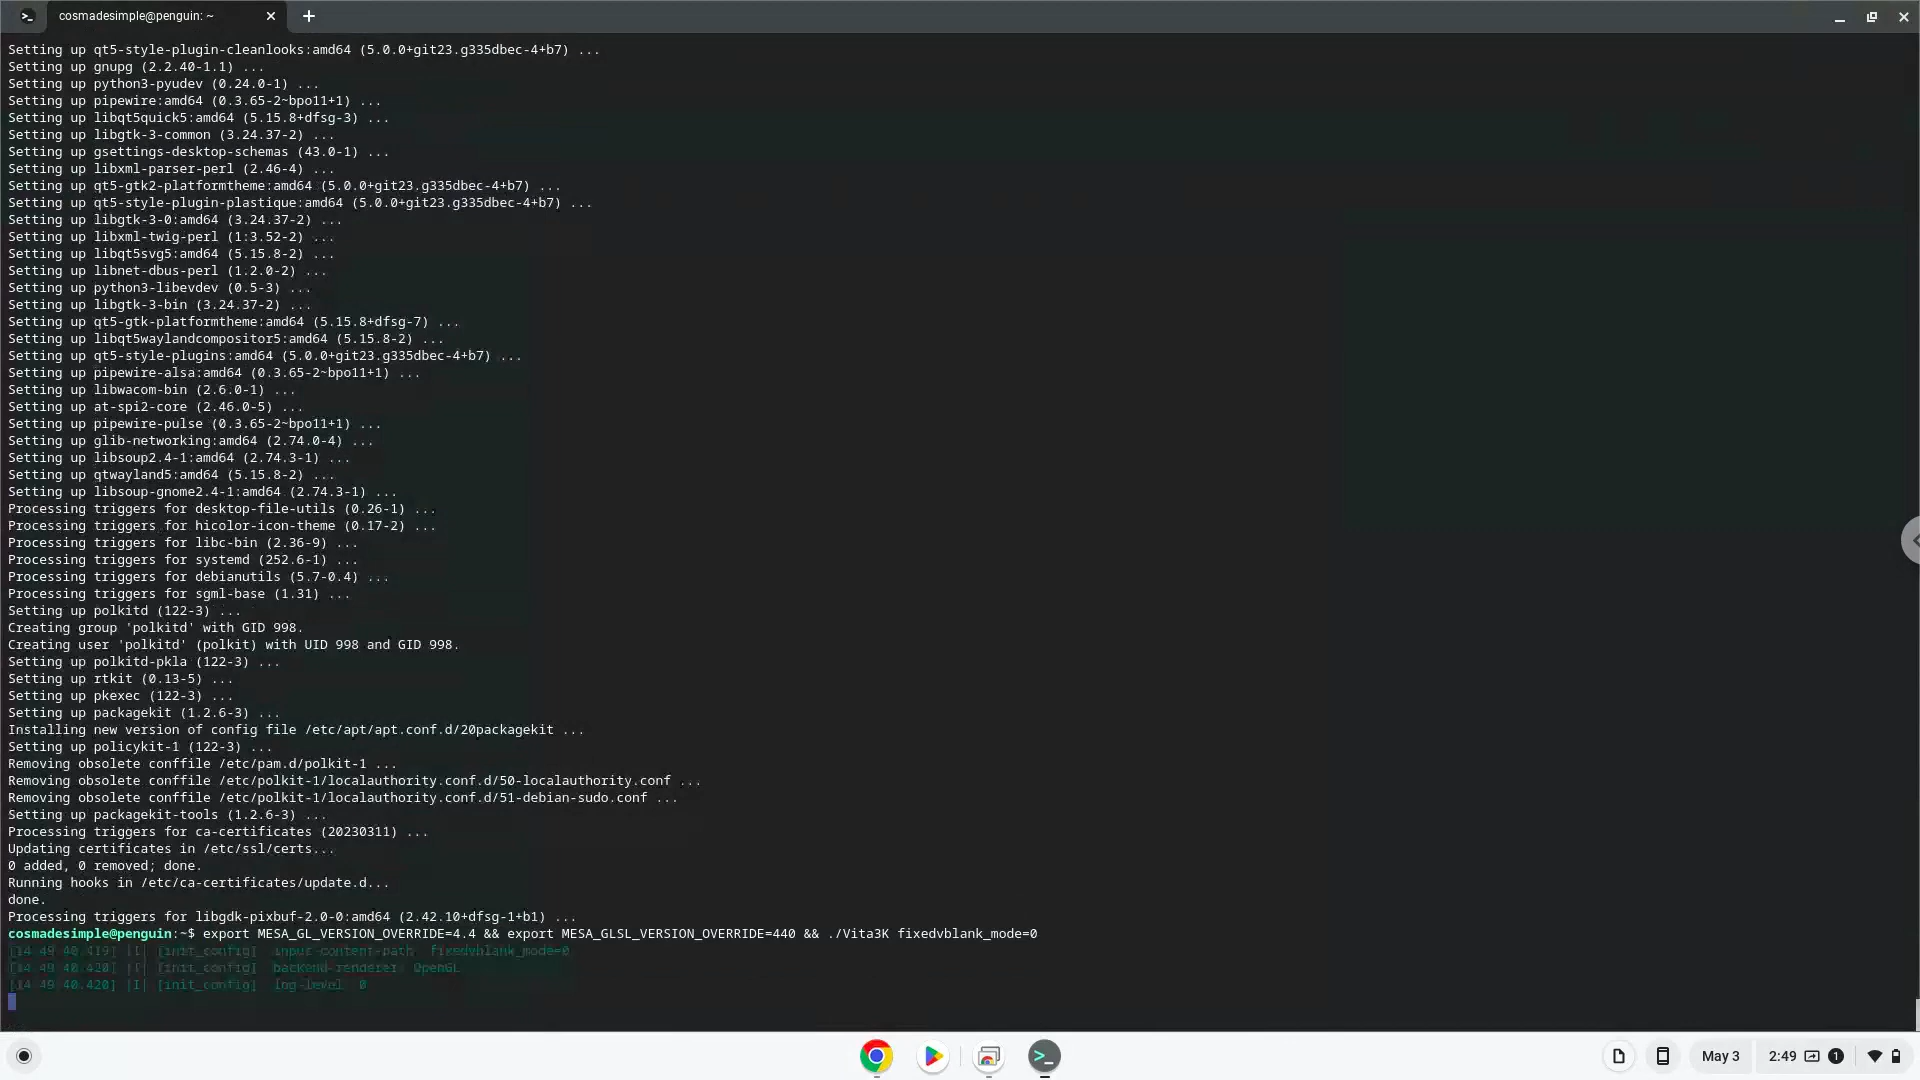 cosmadesimple@penguin: ~
Setting up qt5-style-plugin-cleanlooks:amd64 (5.0.0+git23.g335dbec-4+b7) ...
Setting up gnupg (2.2.40-1.1) ...
Setting up python3-pyudev (0.24.0-1) ...
Setting up pipewire:amd64 (0.3.65-2~bpo11+1) ...
Setting up libqt5quick5:amd64 (5.15.8+dfsg-3) ...
Setting up libgtk-3-common (3.24.37-2) ...
Setting up gsettings-desktop-schemas (43.0-1) ...
Setting up libxml-parser-perl (2.46-4) ...
Setting up qt5-gtk2-platformtheme:amd64 (5.0.0+git23.g335dbec-4+b7) ...
Setting up qt5-style-plugin-plastique:amd64 (5.0.0+git23.g335dbec-4+b7) ...
Setting up libgtk-3-0:amd64 (3.24.37-2) ...
Setting up libxml-twig-perl (1:3.52-2) ...
Setting up libqt5svg5:amd64 (5.15.8-2) ...
Setting up libnet-dbus-perl (1.2.0-2) ...
Setting up python3-libevdev (0.5-3) ...
Setting up libgtk-3-bin (3.24.37-2) ...
Setting up qt5-gtk-platformtheme:amd64 (5.15.8+dfsg-7) ...
Setting up libqt5waylandcompositor5:amd64 (5.15.8-2) ...
Setting up qt5-style-plugins:amd64 (5.0.0+git23.g335dbec-4+b7) ...
Setting up pipewire-alsa:amd64 (0.3.65-2~bpo11+1) ...
Setting up libwacom-bin (2.6.0-1) ...
Setting up at-spi2-core (2.46.0-5) ...
Setting up pipewire-pulse (0.3.65-2~bpo11+1) ...
Setting up glib-networking:amd64 (2.74.0-4) ...
Setting up libsoup2.4-1:amd64 (2.74.3-1) ...
Setting up qtwayland5:amd64 (5.15.8-2) ...
Setting up libsoup-gnome2.4-1:amd64 (2.74.3-1) ...
Processing triggers for desktop-file-utils (0.26-1) ...
Processing triggers for hicolor-icon-theme (0.17-2) ...
Processing triggers for libc-bin (2.36-9) ...
Processing triggers for systemd (252.6-1) ...
Processing triggers for debianutils (5.7-0.4) ...
Processing triggers for sgml-base (1.31) ...
Setting up polkitd (122-3) ...
Creating group 'polkitd' with GID 998.
Creating user 'polkitd' (polkit) with UID 998 and GID 998.
Setting up polkitd-pkla (122-3) ...
Setting up rtkit (0.13-5) ...
Setting up pkexec (122-3) ...
Setting up packagekit (1.2.6-3) ...
Installing new version of config file /etc/apt/apt.conf.d/20packagekit ...
Setting up policykit-1 (122-3) ...
Removing obsolete conffile /etc/pam.d/polkit-1 ...
Removing obsolete conffile /etc/polkit-1/localauthority.conf.d/50-localauthority.conf ...
Removing obsolete conffile /etc/polkit-1/localauthority.conf.d/51-debian-sudo.conf ...
Setting up packagekit-tools (1.2.6-3) ...
Processing triggers for ca-certificates (20230311) ...
Updating certificates in /etc/ssl/certs...
0 added, 0 removed; done.
Running hooks in /etc/ca-certificates/update.d...
done.
Processing triggers for libgdk-pixbuf-2.0-0:amd64 (2.42.10+dfsg-1+b1) ...
cosmadesimple@penguin:~$ export MESA_GL_VERSION_OVERRIDE=4.4 && export MESA_GLSL_VERSION_OVERRIDE=440 && ./Vita3K fixedvblank_mode=0
[14:49:40.419] |I| [init_config]: input-content-path: fixedvblank_mode=0
[14:49:40.420] |I| [init_config]: backend-renderer: OpenGL
[14:49:40.420] |I| [init_config]: log-level: 0
May 3
2:49
1